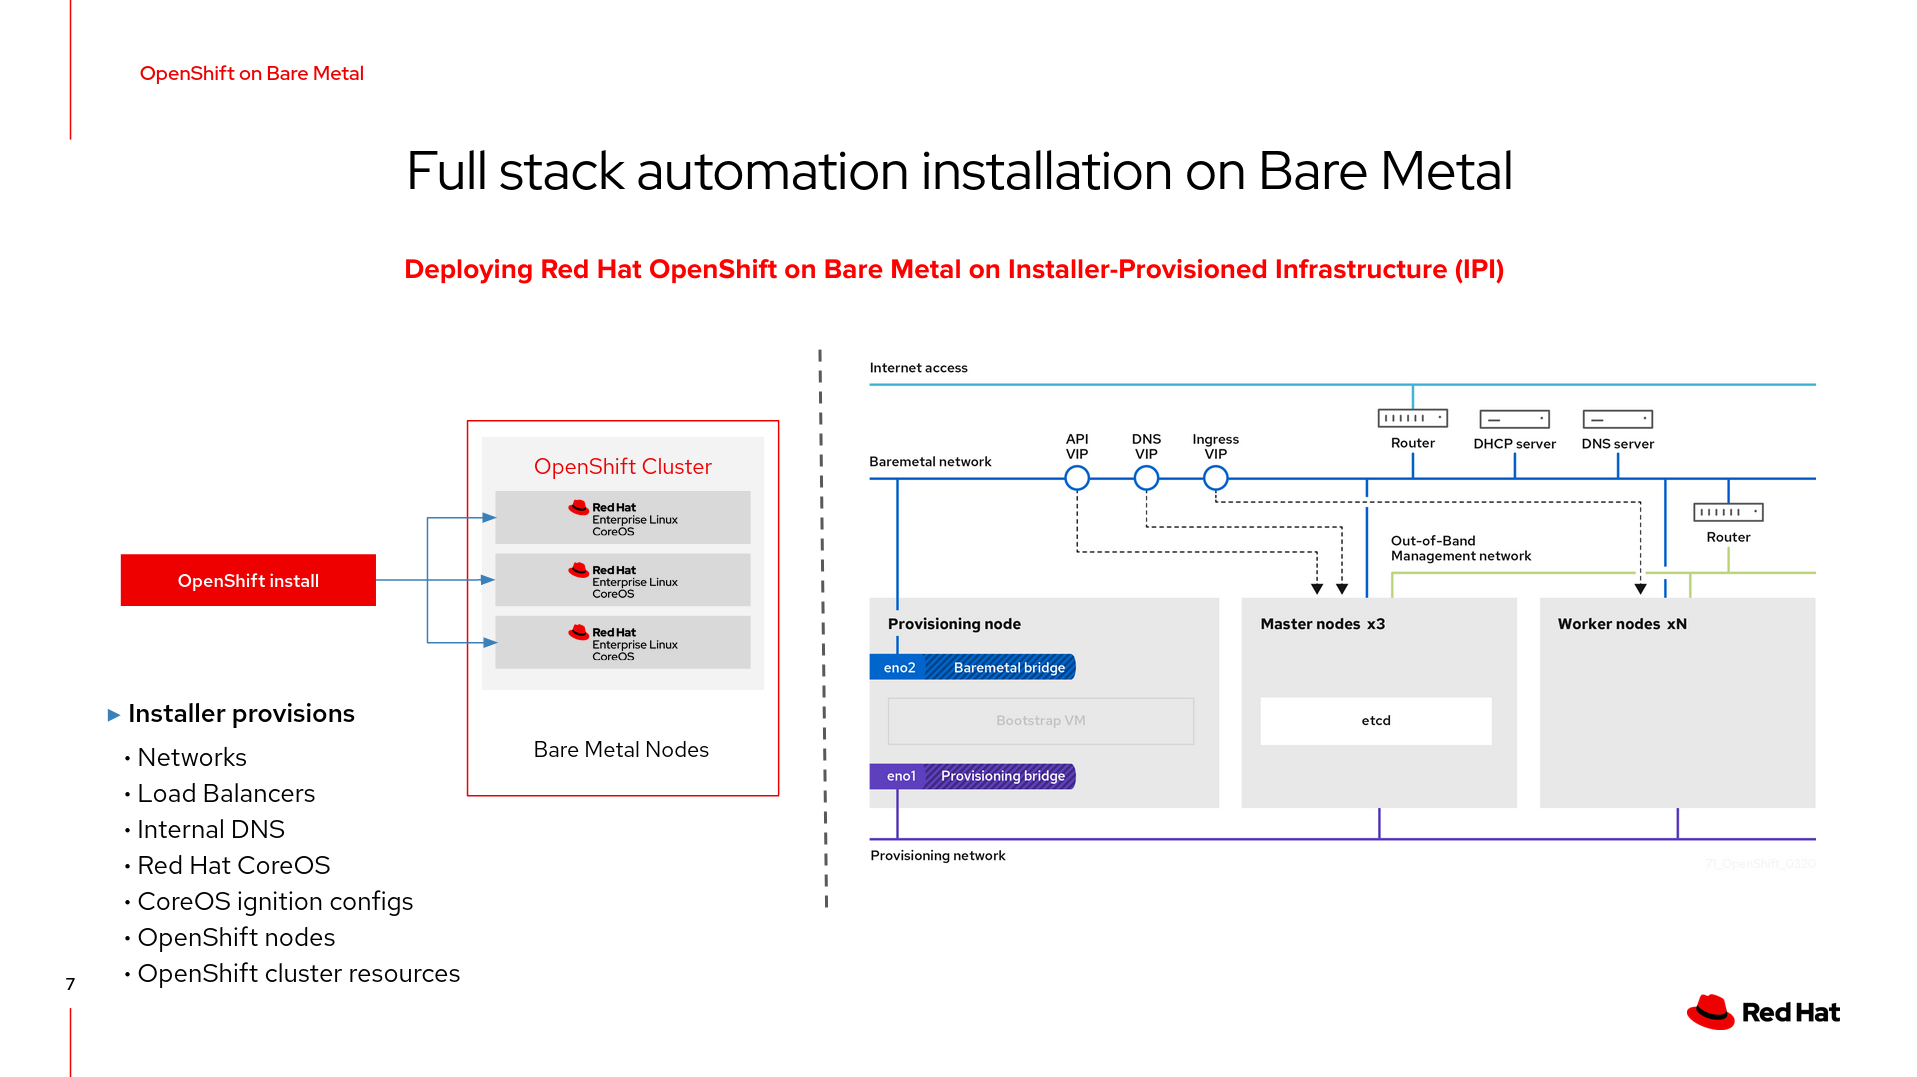 OpenShift on Bare Metal
Full stack automation installation on Bare Metal
Deploying Red Hat OpenShift on Bare Metal on Installer-Provisioned Infrastructure (IPI)
OpenShift install
OpenShift Cluster
Red Hat
Enterprise Linux
CoreOS
Red Hat
Enterprise Linux
CoreOS
Red Hat
Enterprise Linux
CoreOS
Bare Metal Nodes
► Installer provisions
• Networks
• Load Balancers
• Internal DNS
• Red Hat CoreOS
• CoreOS ignition configs
• OpenShift nodes
• OpenShift cluster resources
Internet access
Router
DHCP server
DNS server
API
VIP
DNS
VIP
Ingress
VIP
Baremetal network
Router
Out-of-Band
Management network
Provisioning node
eno2
Baremetal bridge
Bootstrap VM
eno1
Provisioning bridge
Master nodes x3
etcd
Worker nodes xN
Provisioning network
71_OpenShift_0320
7
Red Hat